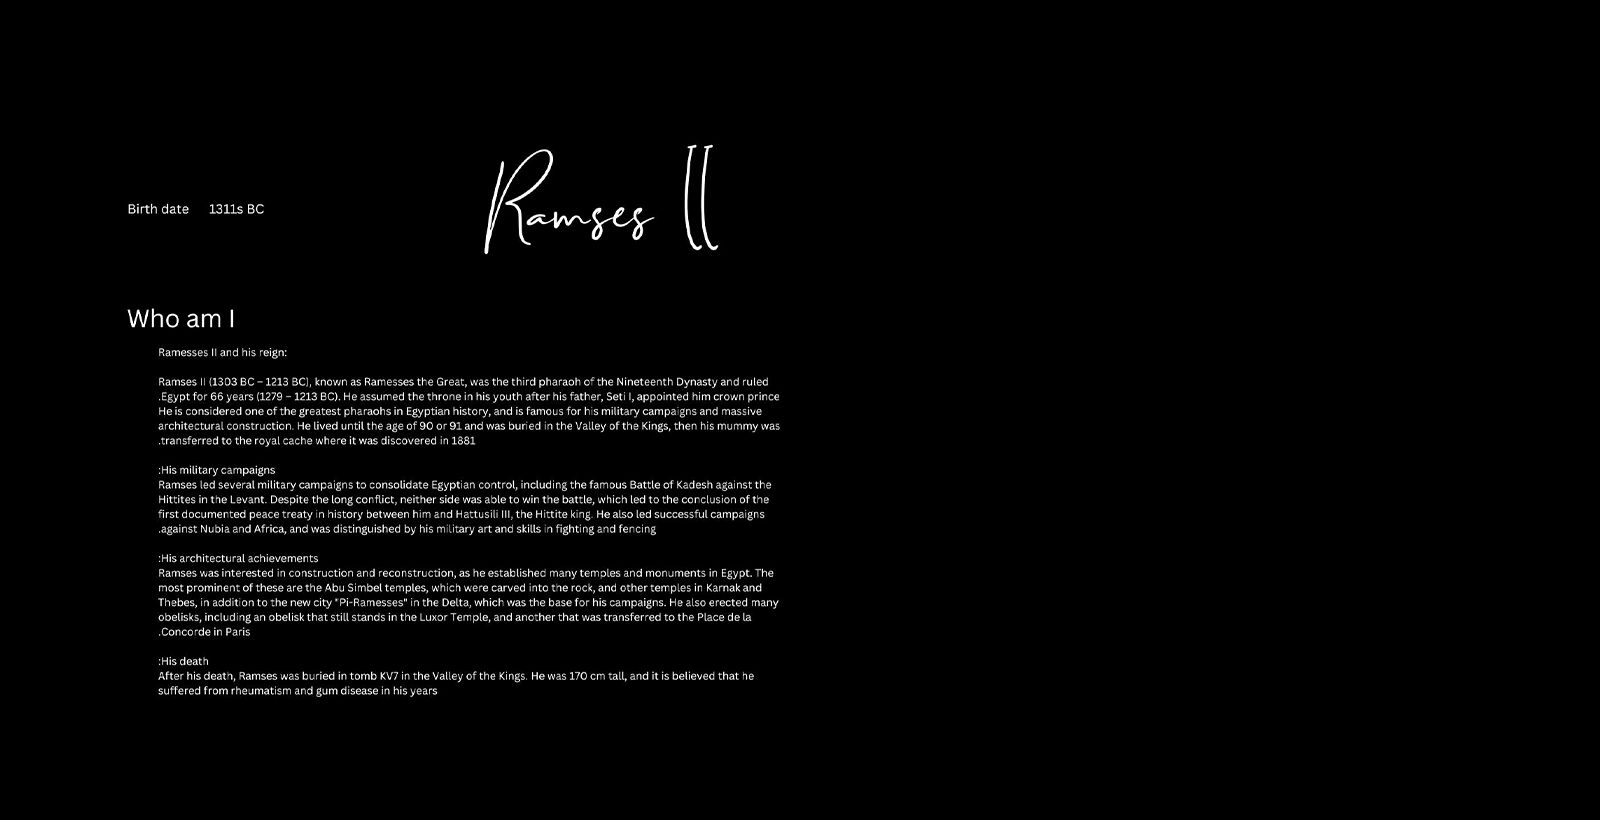 Ramses II
Birth date 1311s BC
Who am I
Ramesses II and his reign:
Ramses II (1303 BC – 1213 BC), known as Ramesses the Great, was the third pharaoh of the Nineteenth Dynasty and ruled
.Egypt for 66 years (1279 – 1213 BC). He assumed the throne in his youth after his father, Seti I, appointed him crown prince
He is considered one of the greatest pharaohs in Egyptian history, and is famous for his military campaigns and massive
architectural construction. He lived until the age of 90 or 91 and was buried in the Valley of the Kings, then his mummy was
.transferred to the royal cache where it was discovered in 1881
:His military campaigns
Ramses led several military campaigns to consolidate Egyptian control, including the famous Battle of Kadesh against the
Hittites in the Levant. Despite the long conflict, neither side was able to win the battle, which led to the conclusion of the
first documented peace treaty in history between him and Hattusili III, the Hittite king. He also led successful campaigns
.against Nubia and Africa, and was distinguished by his military art and skills in fighting and fencing
:His architectural achievements
Ramses was interested in construction and reconstruction, as he established many temples and monuments in Egypt. The
most prominent of these are the Abu Simbel temples, which were carved into the rock, and other temples in Karnak and
Thebes, in addition to the new city "Pi-Ramesses" in the Delta, which was the base for his campaigns. He also erected many
obelisks, including an obelisk that still stands in the Luxor Temple, and another that was transferred to the Place de la
.Concorde in Paris
:His death
After his death, Ramses was buried in tomb KV7 in the Valley of the Kings. He was 170 cm tall, and it is believed that he
suffered from rheumatism and gum disease in his years